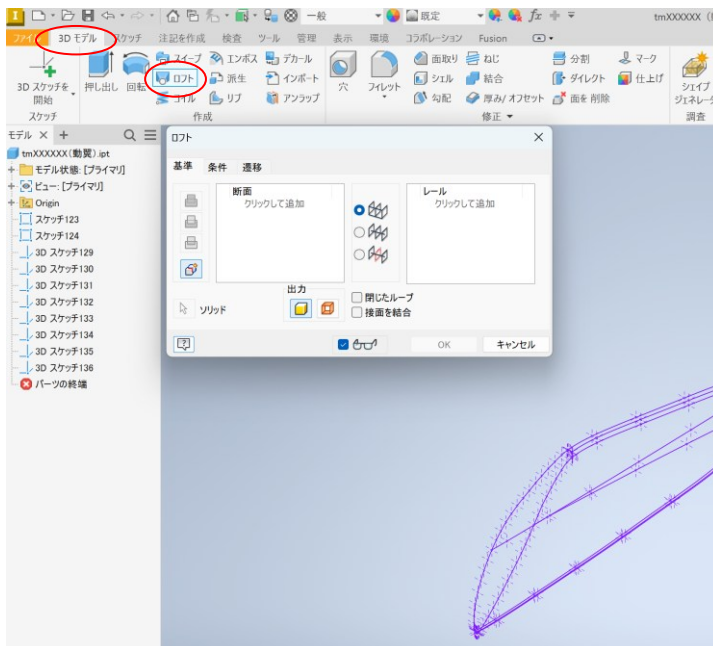 一般
既定
fx
tmXXXXXX (
ファイル 3D モデル スケッチ 注記を作成 検査 ツール 管理 表示 環境 コラボレーション Fusion
スイープ エンボス デカール 面取り ねじ 分割 マーク
3D スケッチを開始 押し出し 回転 ロフト 派生 インポート 穴 フィレット シェル 結合 ダイレクト 仕上げ シェイプ
コイル リブ アンラップ 勾配 厚み/ オフセット 面を 削除 ジェネレータ
スケッチ 作成 修正 調査
モデル × +
tmXXXXXX(動翼).ipt
モデル状態: [プライマリ]
ビュー: [プライマリ]
Origin
スケッチ123
スケッチ124
3D スケッチ129
3D スケッチ130
3D スケッチ131
3D スケッチ132
3D スケッチ133
3D スケッチ134
3D スケッチ135
3D スケッチ136
パーツの終端
ロフト
基準 条件 遷移
断面 レール
クリックして追加 クリックして追加
出力
ソリッド
閉じたループ
接面を結合
OK キャンセル